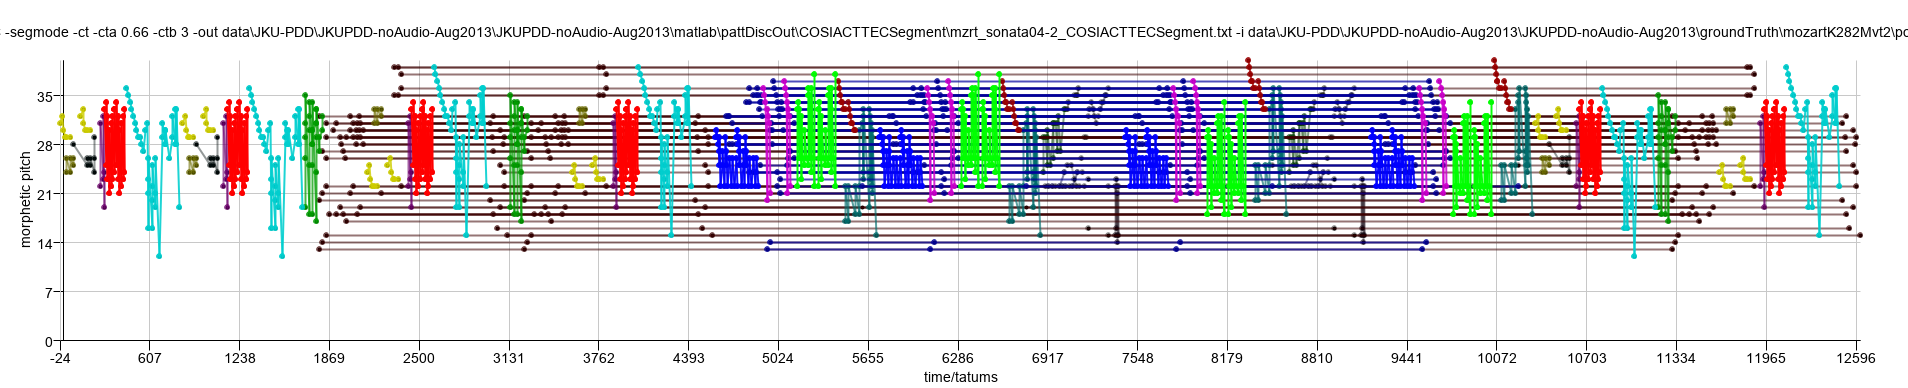 -segmode -ct -cta 0.66 -ctb 3 -out data\JKU-PDD\JKUPDD-noAudio-Aug2013\JKUPDD-noAudio-Aug2013\matlab\pattDiscOut\COSIACTTECSegment\mzrt_sonata04-2_COSIACTTECSegment.txt -i data\JKU-PDD\JKUPDD-noAudio-Aug2013\JKUPDD-noAudio-Aug2013\groundTruth\mozartK282Mvt2\pc
morphetic pitch
35
28
21
14
7
0
-24 607 1238 1869 2500 3131 3762 4393 5024 5655 6286 6917 7548 8179 8810 9441 10072 10703 11334 11965 12596
time/tatums